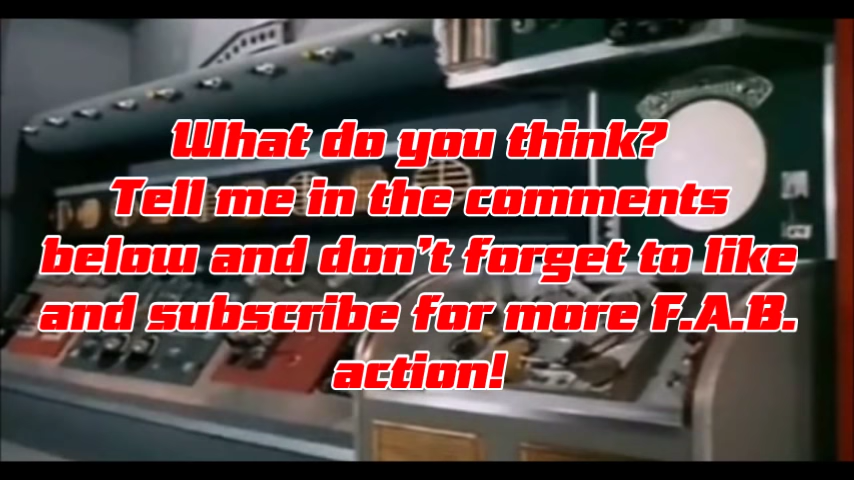 What do you think?
Tell me in the comments
below and don't forget to like
and subscribe for more F.A.B.
action!